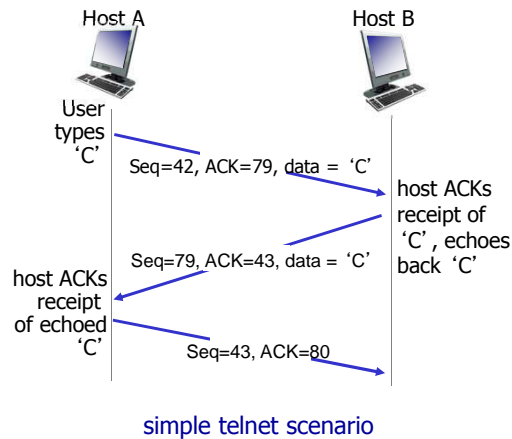 Host A
Host B
User
types
‘C’
Seq=42, ACK=79, data = ‘C’
host ACKs
receipt of
‘C’, echoes
back ‘C’
Seq=79, ACK=43, data = ‘C’
host ACKs
receipt
of echoed
‘C’
Seq=43, ACK=80
simple telnet scenario